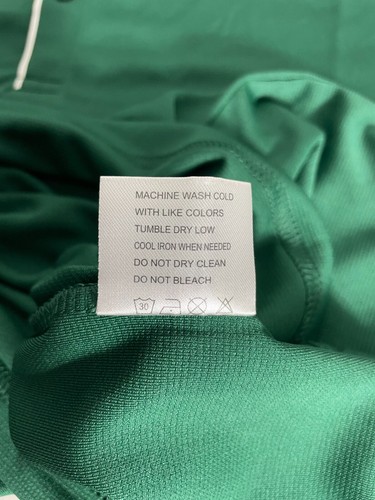 MACHINE WASH COLD
WITH LIKE COLORS
TUMBLE DRY LOW
COOL IRON WHEN NEEDED
DO NOT DRY CLEAN
DO NOT BLEACH
30